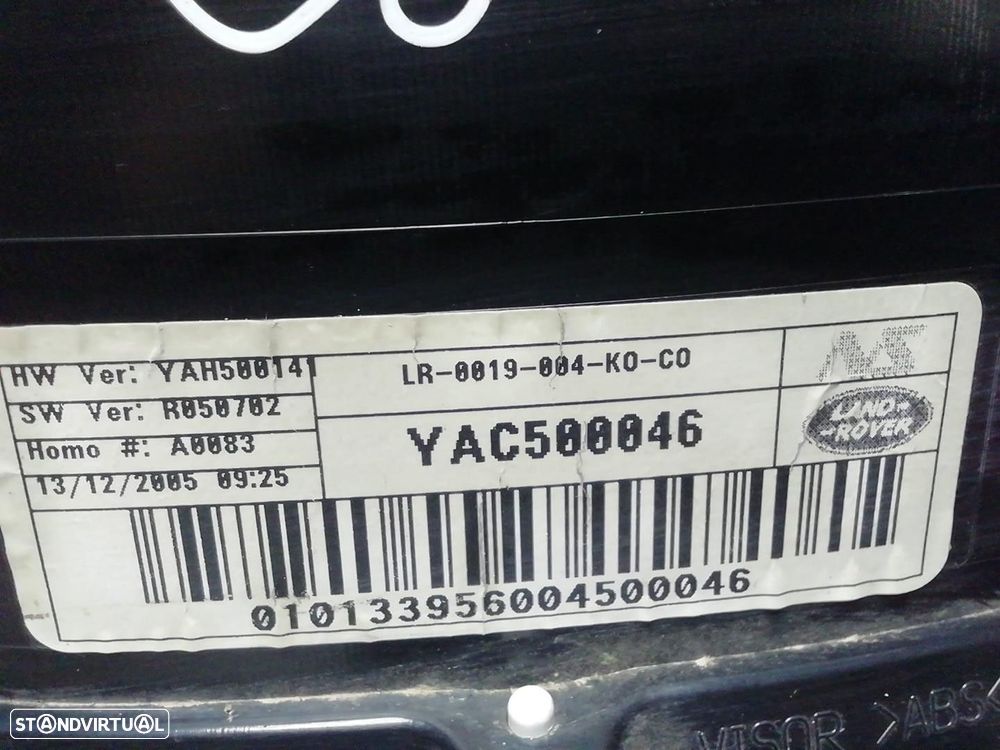 HW Ver: YAH500141
SW Ver: R050702
Homo #: A0083
13/12/2005 09:25
LR-0019-004-KO-CO
YAC500046
LAND-
-ROVER
010133956004500046
VISOR >ABS<
STANDVIRTUAL